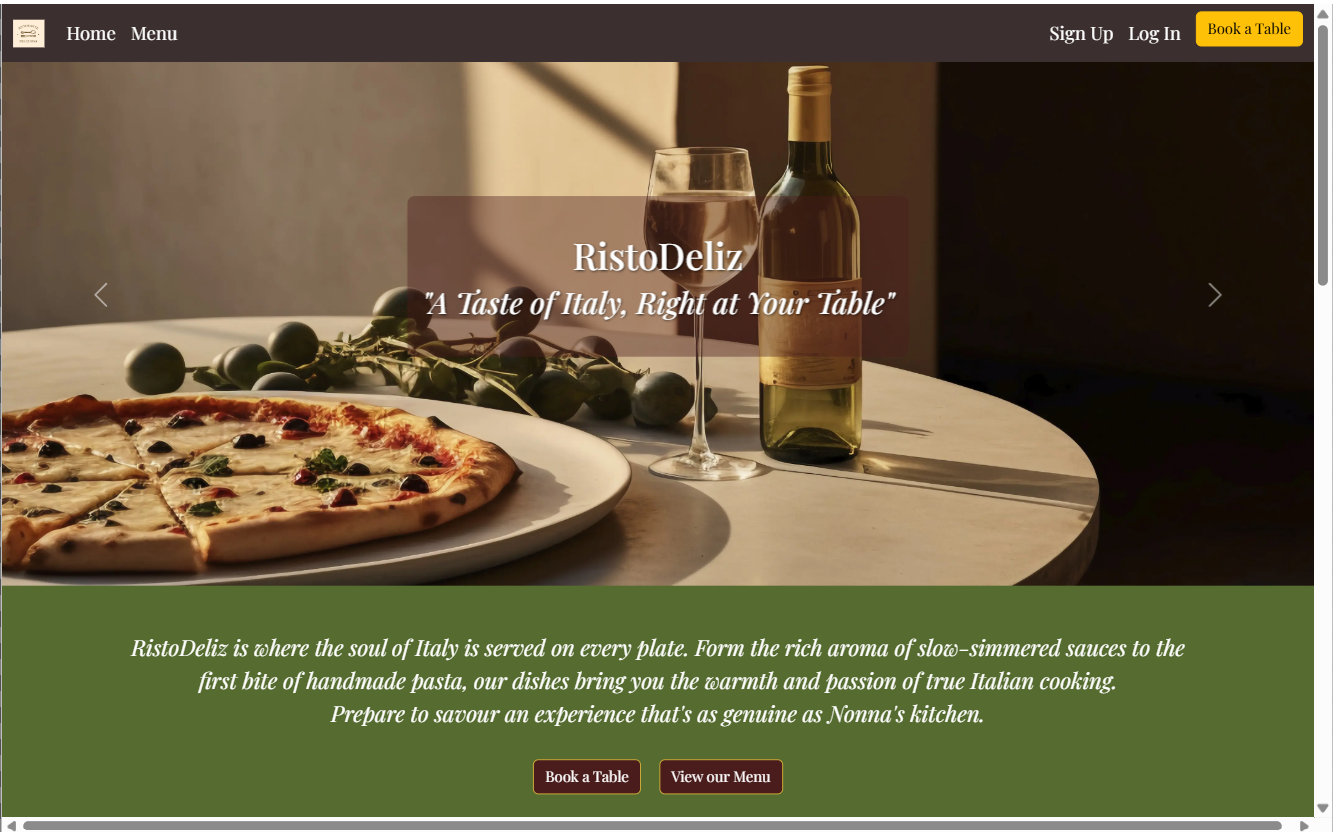 Home Menu Sign Up Log In Book a Table
RistoDeliz
"A Taste of Italy, Right at Your Table"
RistoDeliz is where the soul of Italy is served on every plate. Form the rich aroma of slow-simmered sauces to the
first bite of handmade pasta, our dishes bring you the warmth and passion of true Italian cooking.
Prepare to savour an experience that's as genuine as Nonna's kitchen.
Book a Table View our Menu